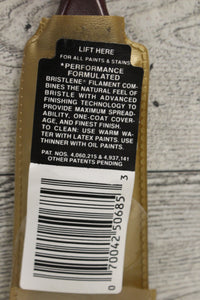 LIFT HERE
FOR ALL PAINTS & STAINS
*PERFORMANCE
FORMULATED
BRISTLENE® FILAMENT COM-
BINES THE NATURAL FEEL OF
BRISTLE WITH ADVANCED
FINISHING TECHNOLOGY TO
PROVIDE MAXIMUM SPREAD-
ABILITY, ONE-COAT COVER-
AGE, AND FINEST FINISH.
TO CLEAN: USE WARM WA-
TER WITH LATEX PAINTS. USE
THINNER WITH OIL PAINTS.
PAT. NOS. 4,060,215 & 4,937,141
OTHER PATENTS PENDING
0 70042 50685 3